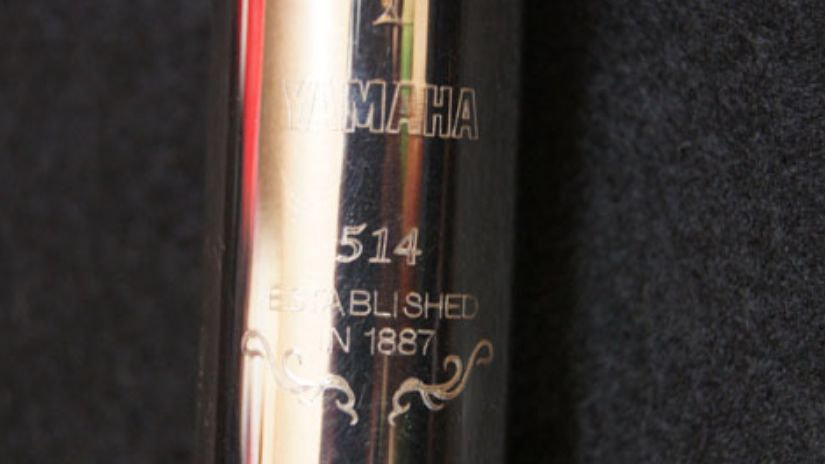 YAMAHA
514
ESTABLISHED
IN 1887